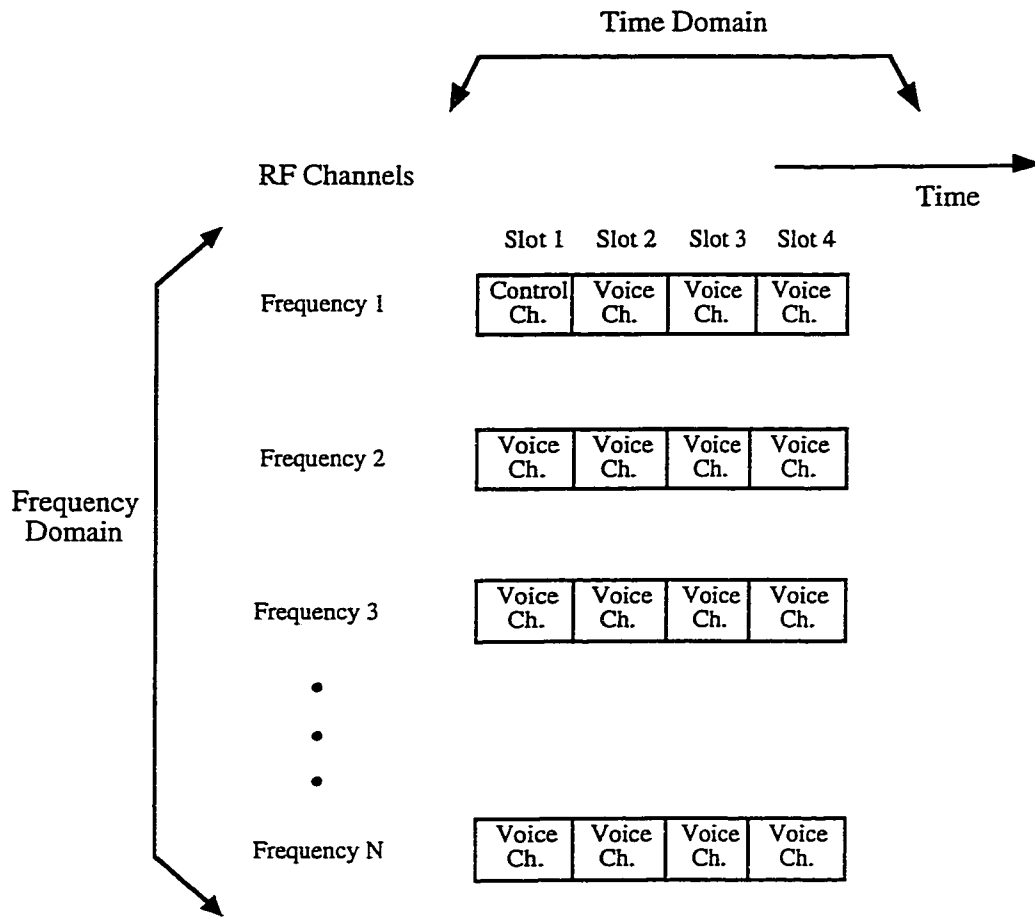 Time Domain
RF Channels
Time
Slot 1 Slot 2 Slot 3 Slot 4
Frequency 1
Control Ch.
Voice Ch.
Voice Ch.
Voice Ch.
Frequency 2
Voice Ch.
Voice Ch.
Voice Ch.
Voice Ch.
Frequency Domain
Frequency 3
Voice Ch.
Voice Ch.
Voice Ch.
Voice Ch.
Frequency N
Voice Ch.
Voice Ch.
Voice Ch.
Voice Ch.